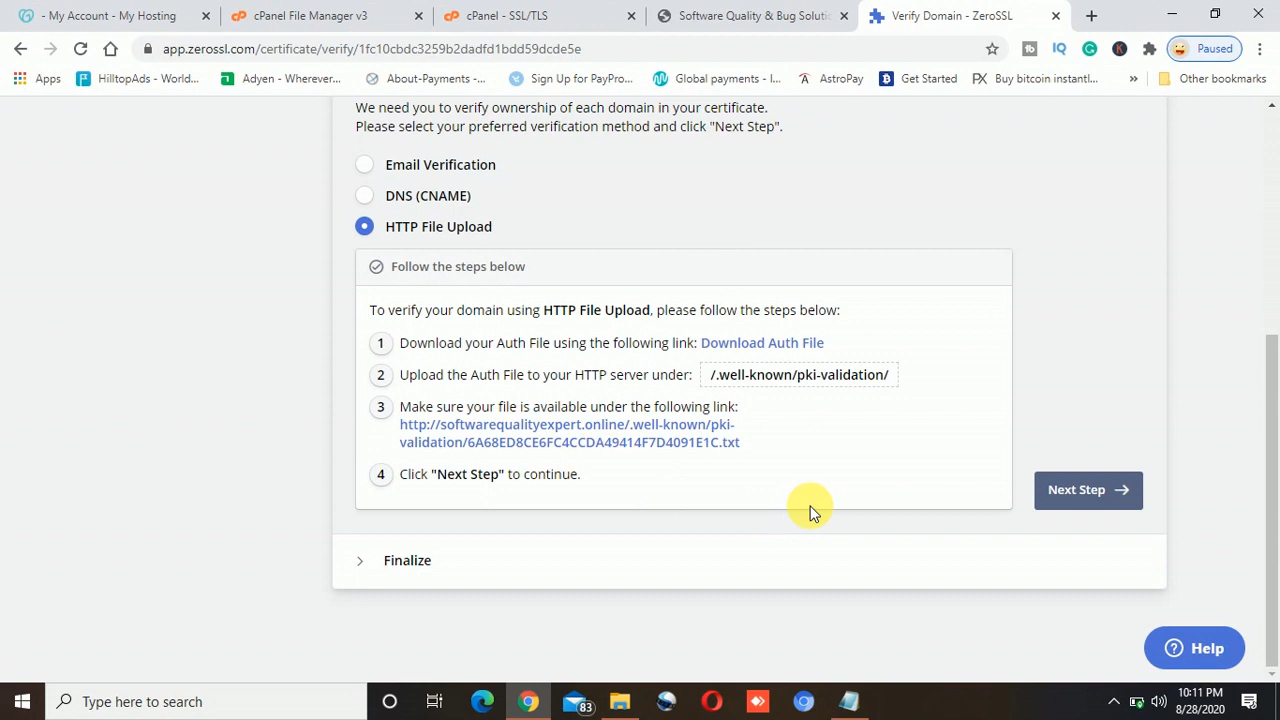 - My Account - My Hosting
cPanel File Manager v3
cPanel - SSL/TLS
Software Quality & Bug Soluti
Verify Domain - ZeroSSL
app.zerossl.com/certificate/verify/1fc10cbdc3259b2dadfd1bdd59dcde5e
Paused
Apps
HilltopAds - World...
Adyen - Wherever...
About-Payments -...
Sign Up for PayPro...
Global payments - I...
AstroPay
Get Started
Buy bitcoin instantl...
Other bookmarks
We need you to verify ownership of each domain in your certificate.
Please select your preferred verification method and click "Next Step".
Email Verification
DNS (CNAME)
HTTP File Upload
Follow the steps below
To verify your domain using HTTP File Upload, please follow the steps below:
1 Download your Auth File using the following link: Download Auth File
2 Upload the Auth File to your HTTP server under: /.well-known/pki-validation/
3 Make sure your file is available under the following link:
http://softwarequalityexpert.online/.well-known/pki-
validation/6A68ED8CE6FC4CCDA49414F7D4091E1C.txt
4 Click "Next Step" to continue.
Next Step
Finalize
Help
Type here to search
83
10:11 PM
8/28/2020